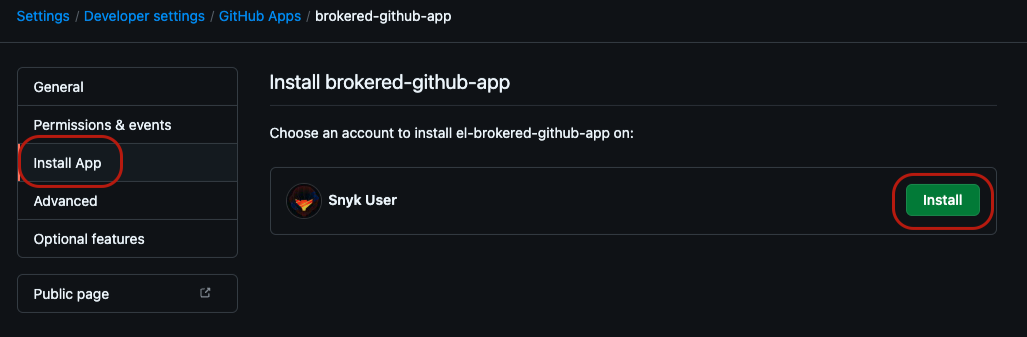 Settings / Developer settings / GitHub Apps / brokered-github-app
General
Permissions & events
Install App
Advanced
Optional features
Public page
Install brokered-github-app
Choose an account to install el-brokered-github-app on:
Snyk User
Install